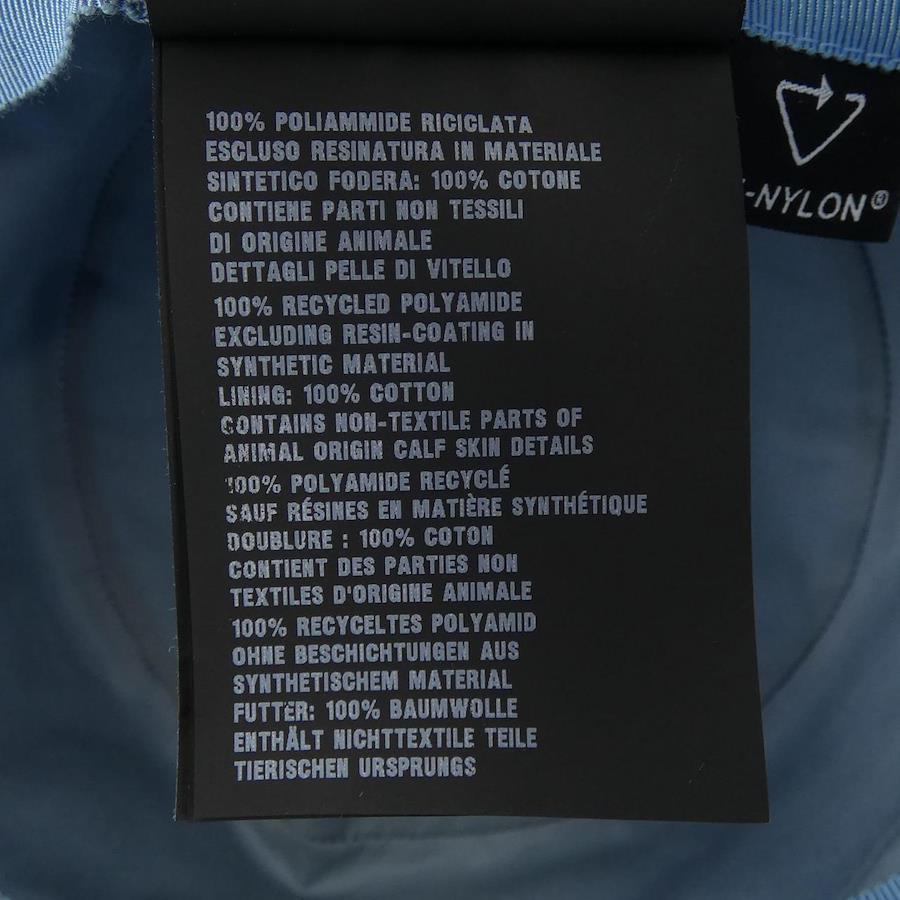 100% POLIAMMIDE RICICLATA
ESCLUSO RESINATURA IN MATERIALE
SINTETICO FODERA: 100% COTONE
CONTIENE PARTI NON TESSILI
DI ORIGINE ANIMALE
DETTAGLI PELLE DI VITELLO
100% RECYCLED POLYAMIDE
EXCLUDING RESIN-COATING IN
SYNTHETIC MATERIAL
LINING: 100% COTTON
CONTAINS NON-TEXTILE PARTS OF
ANIMAL ORIGIN CALF SKIN DETAILS
100% POLYAMIDE RECYCLÉ
SAUF RÉSINES EN MATIÈRE SYNTHÉTIQUE
DOUBLURE : 100% COTON
CONTIENT DES PARTIES NON
TEXTILES D'ORIGINE ANIMALE
100% RECYCELTES POLYAMID
OHNE BESCHICHTUNGEN AUS
SYNTHETISCHEM MATERIAL
FUTTER: 100% BAUMWOLLE
ENTHÄLT NICHTTEXTILE TEILE
TIERISCHEN URSPRUNGS
-NYLON®